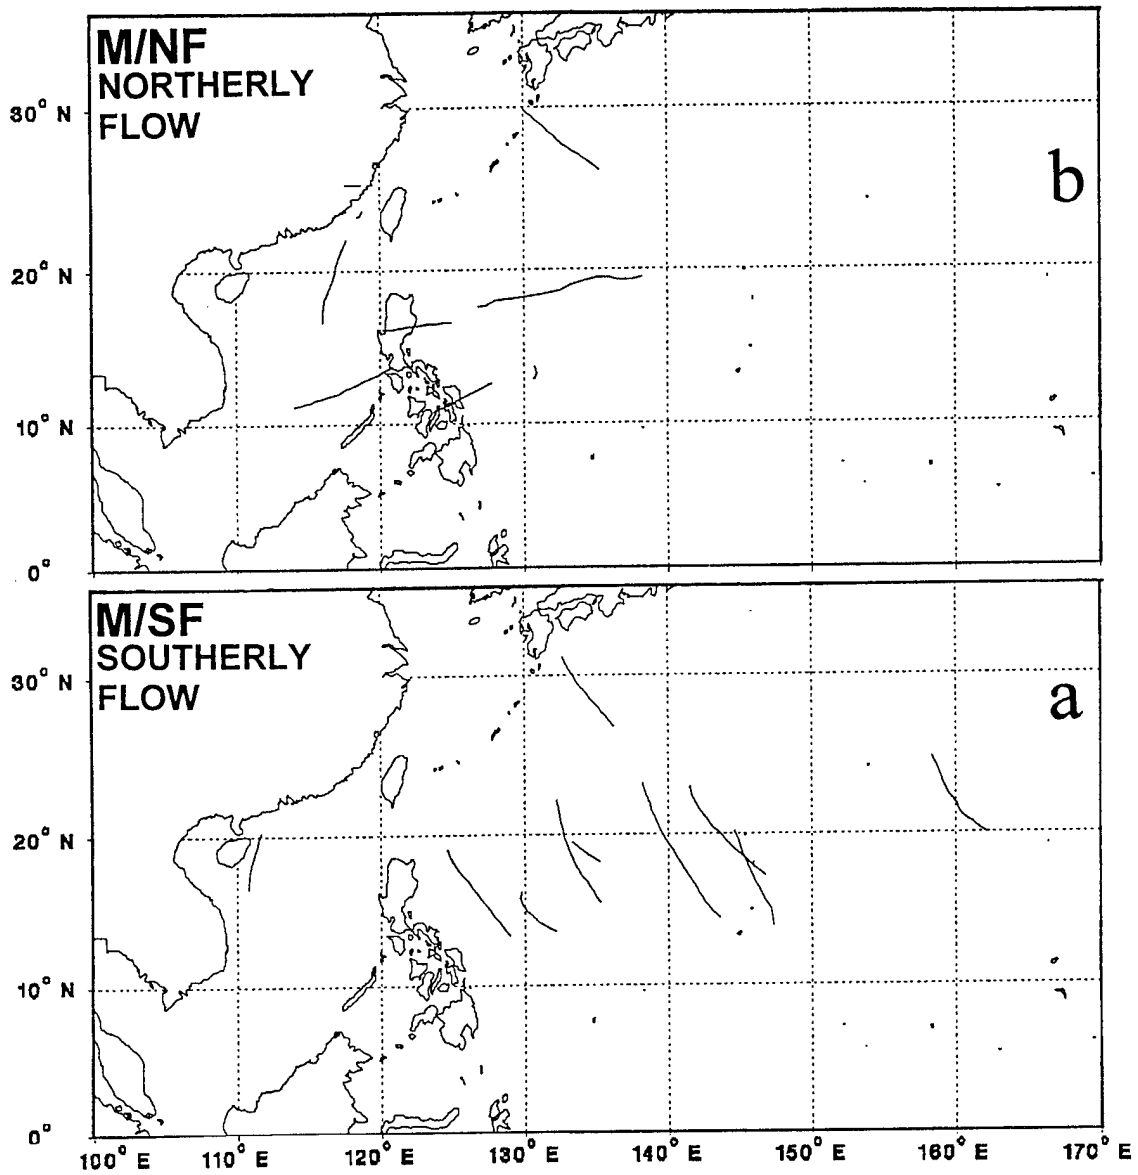 M/NF
NORTHERLY
FLOW
30° N
b
20° N
10° N
0°
M/SF
SOUTHERLY
FLOW
30° N
a
20° N
10° N
0°
100° E 110° E 120° E 130° E 140° E 150° E 160° E 170° E